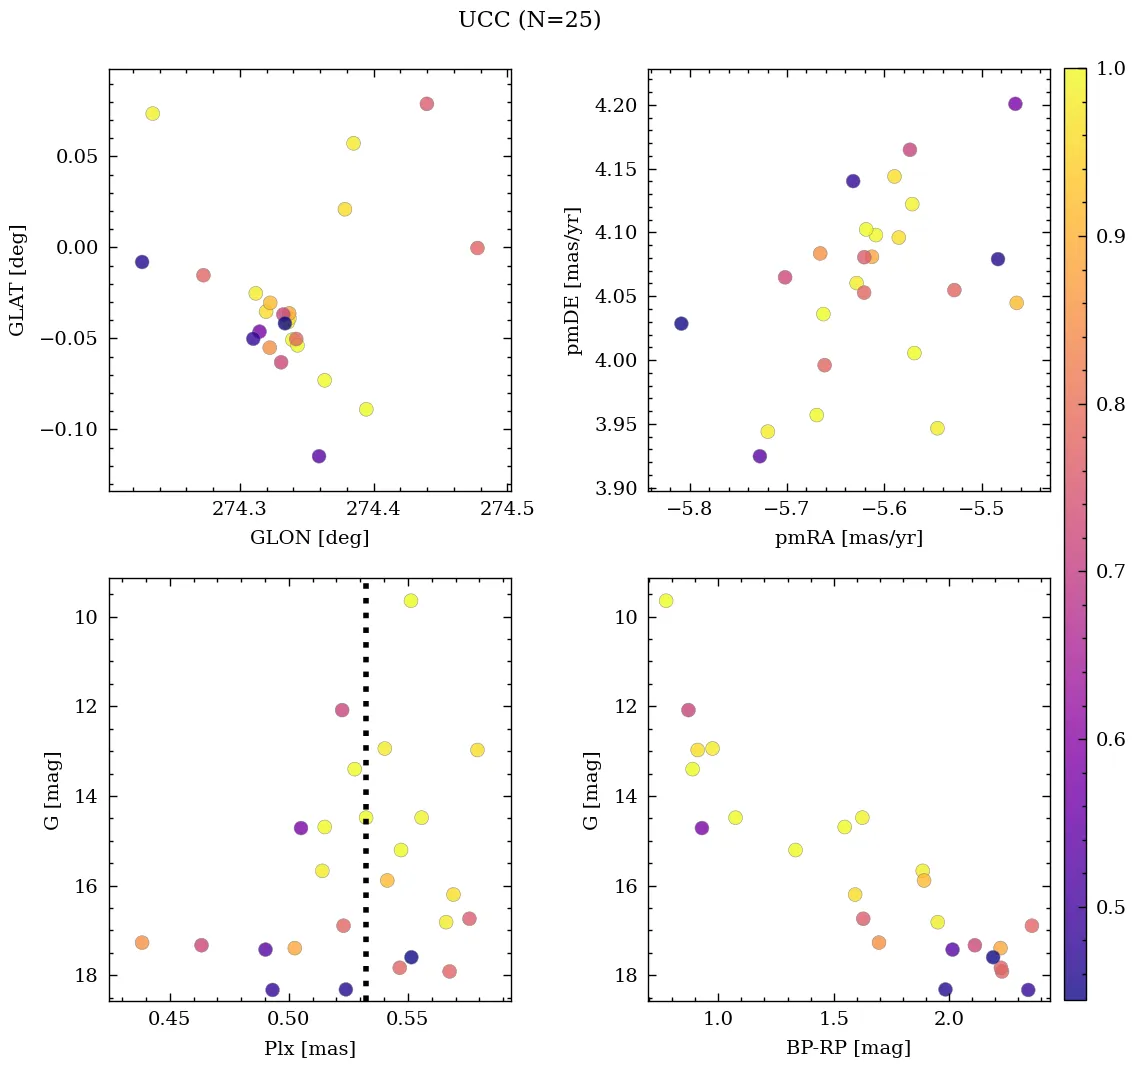 UCC (N=25)
0.05
0.00
−0.05
−0.10
GLAT [deg]
274.3 274.4 274.5
GLON [deg]
4.20
4.15
4.10
4.05
4.00
3.95
3.90
pmDE [mas/yr]
−5.8 −5.7 −5.6 −5.5
pmRA [mas/yr]
10
12
14
16
18
G [mag]
0.45 0.50 0.55
Plx [mas]
10
12
14
16
18
G [mag]
1.0 1.5 2.0
BP-RP [mag]
1.0
0.9
0.8
0.7
0.6
0.5